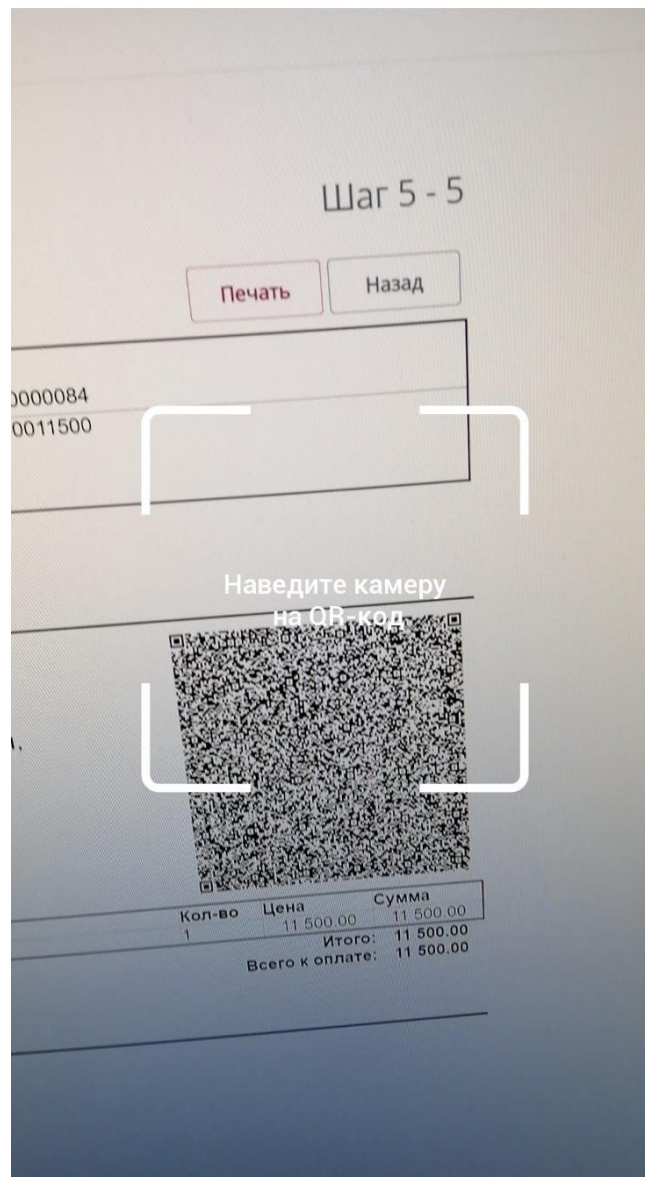 Шаг 5 - 5
Печать
Назад
0000084
0011500
Наведите камеру
на QR-код
Кол-во Цена Сумма
1 11 500.00 11 500.00
Итого: 11 500.00
Всего к оплате: 11 500.00